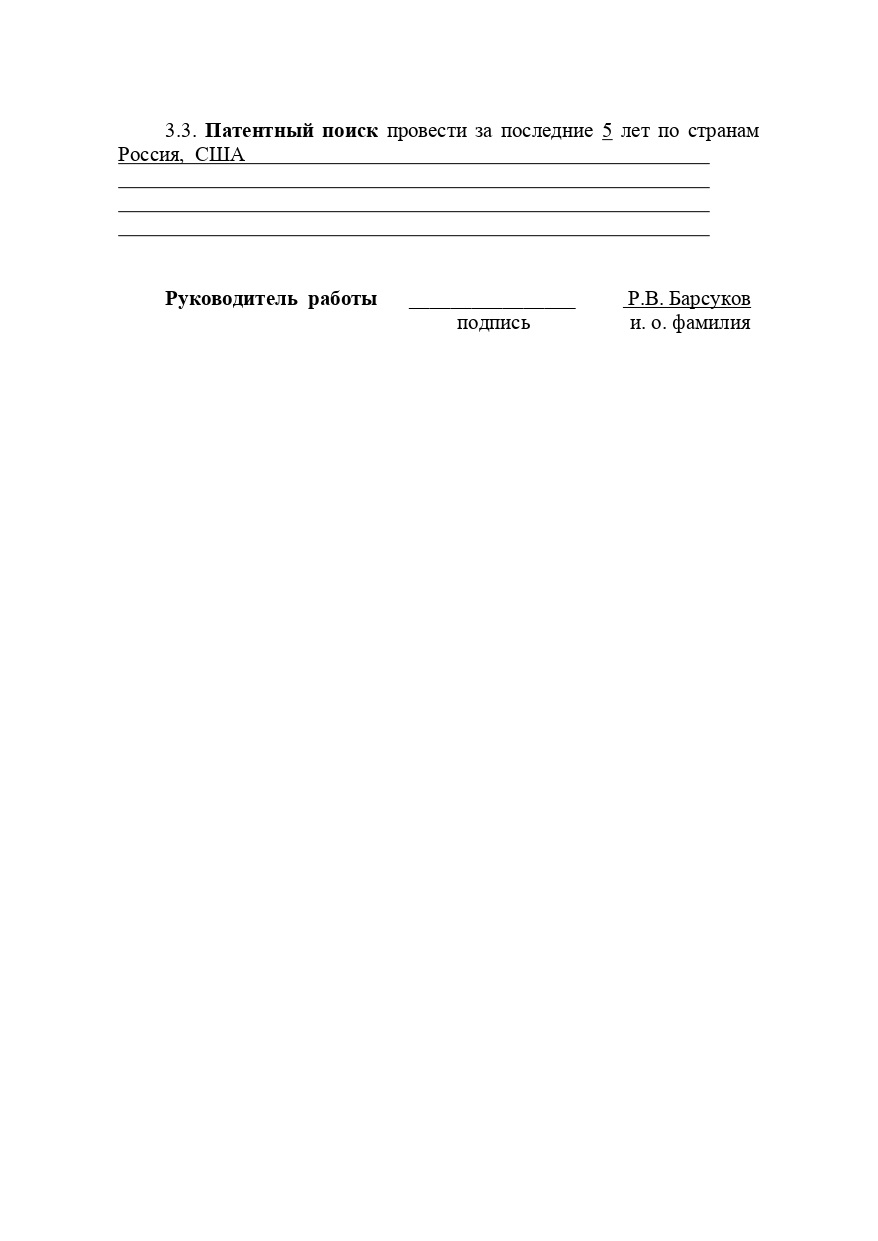 3.3. Патентный поиск провести за последние 5 лет по странам
Россия, США
Руководитель работы ________________ Р.В. Барсуков
подпись и. о. фамилия